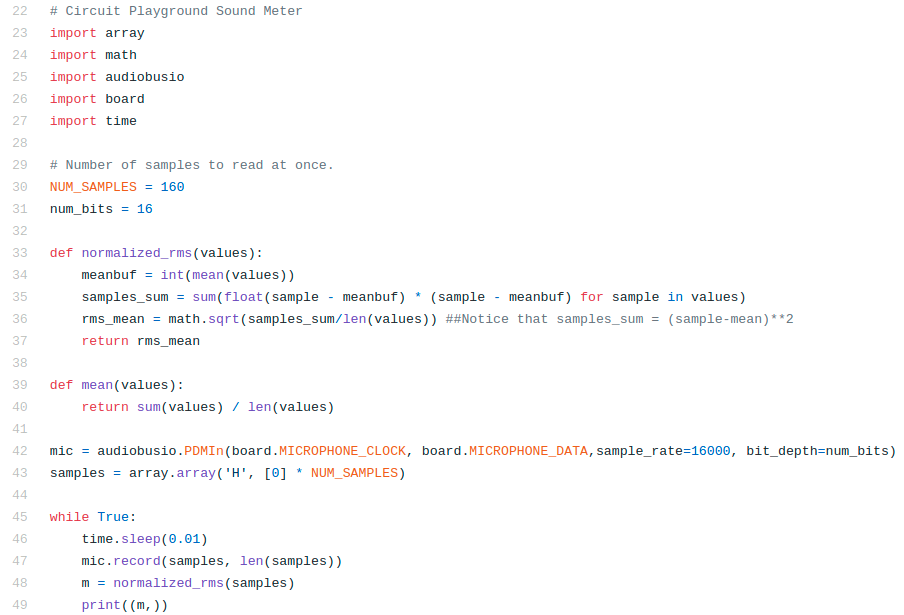 22 # Circuit Playground Sound Meter
23 import array
24 import math
25 import audiobusio
26 import board
27 import time
28
29 # Number of samples to read at once.
30 NUM_SAMPLES = 160
31 num_bits = 16
32
33 def normalized_rms(values):
34     meanbuf = int(mean(values))
35     samples_sum = sum(float(sample - meanbuf) * (sample - meanbuf) for sample in values)
36     rms_mean = math.sqrt(samples_sum/len(values)) ##Notice that samples_sum = (sample-mean)**2
37     return rms_mean
38
39 def mean(values):
40     return sum(values) / len(values)
41
42 mic = audiobusio.PDMIn(board.MICROPHONE_CLOCK, board.MICROPHONE_DATA,sample_rate=16000, bit_depth=num_bits)
43 samples = array.array('H', [0] * NUM_SAMPLES)
44
45 while True:
46     time.sleep(0.01)
47     mic.record(samples, len(samples))
48     m = normalized_rms(samples)
49     print((m,))